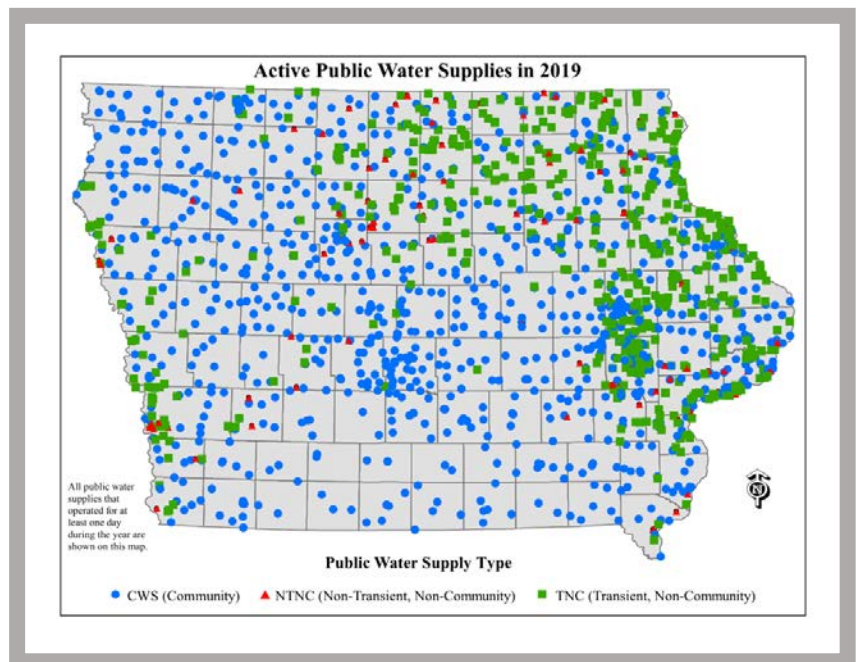 Active Public Water Supplies in 2019
All public water
supplies that
operated for at
least one day
during the year are
shown on this map.
N
Public Water Supply Type
CWS (Community)
NTNC (Non-Transient, Non-Community)
TNC (Transient, Non-Community)